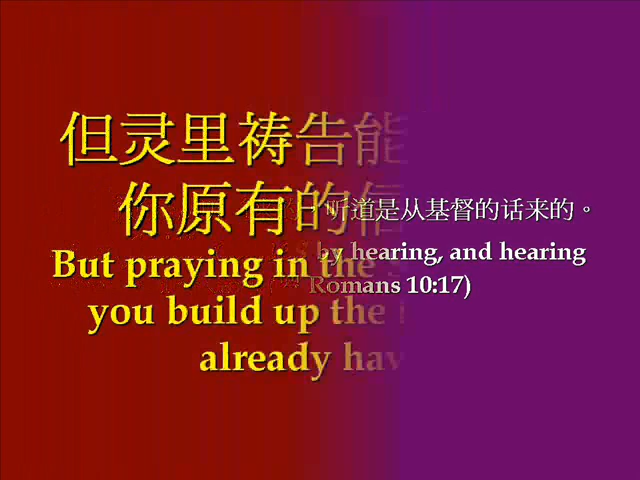 但灵里祷告能
你原有的信
But praying in the
you build up the
already hav
，听道是从基督的话来的。
by hearing, and hearing
Romans 10:17)